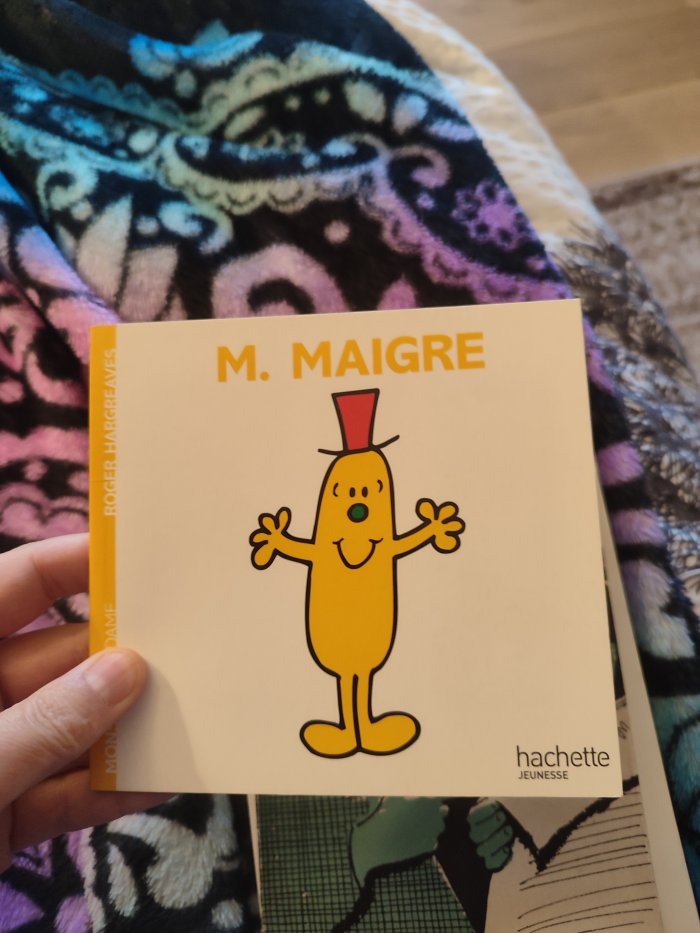 M. MAIGRE
ROGER HARGREAVES
hachette
JEUNESSE